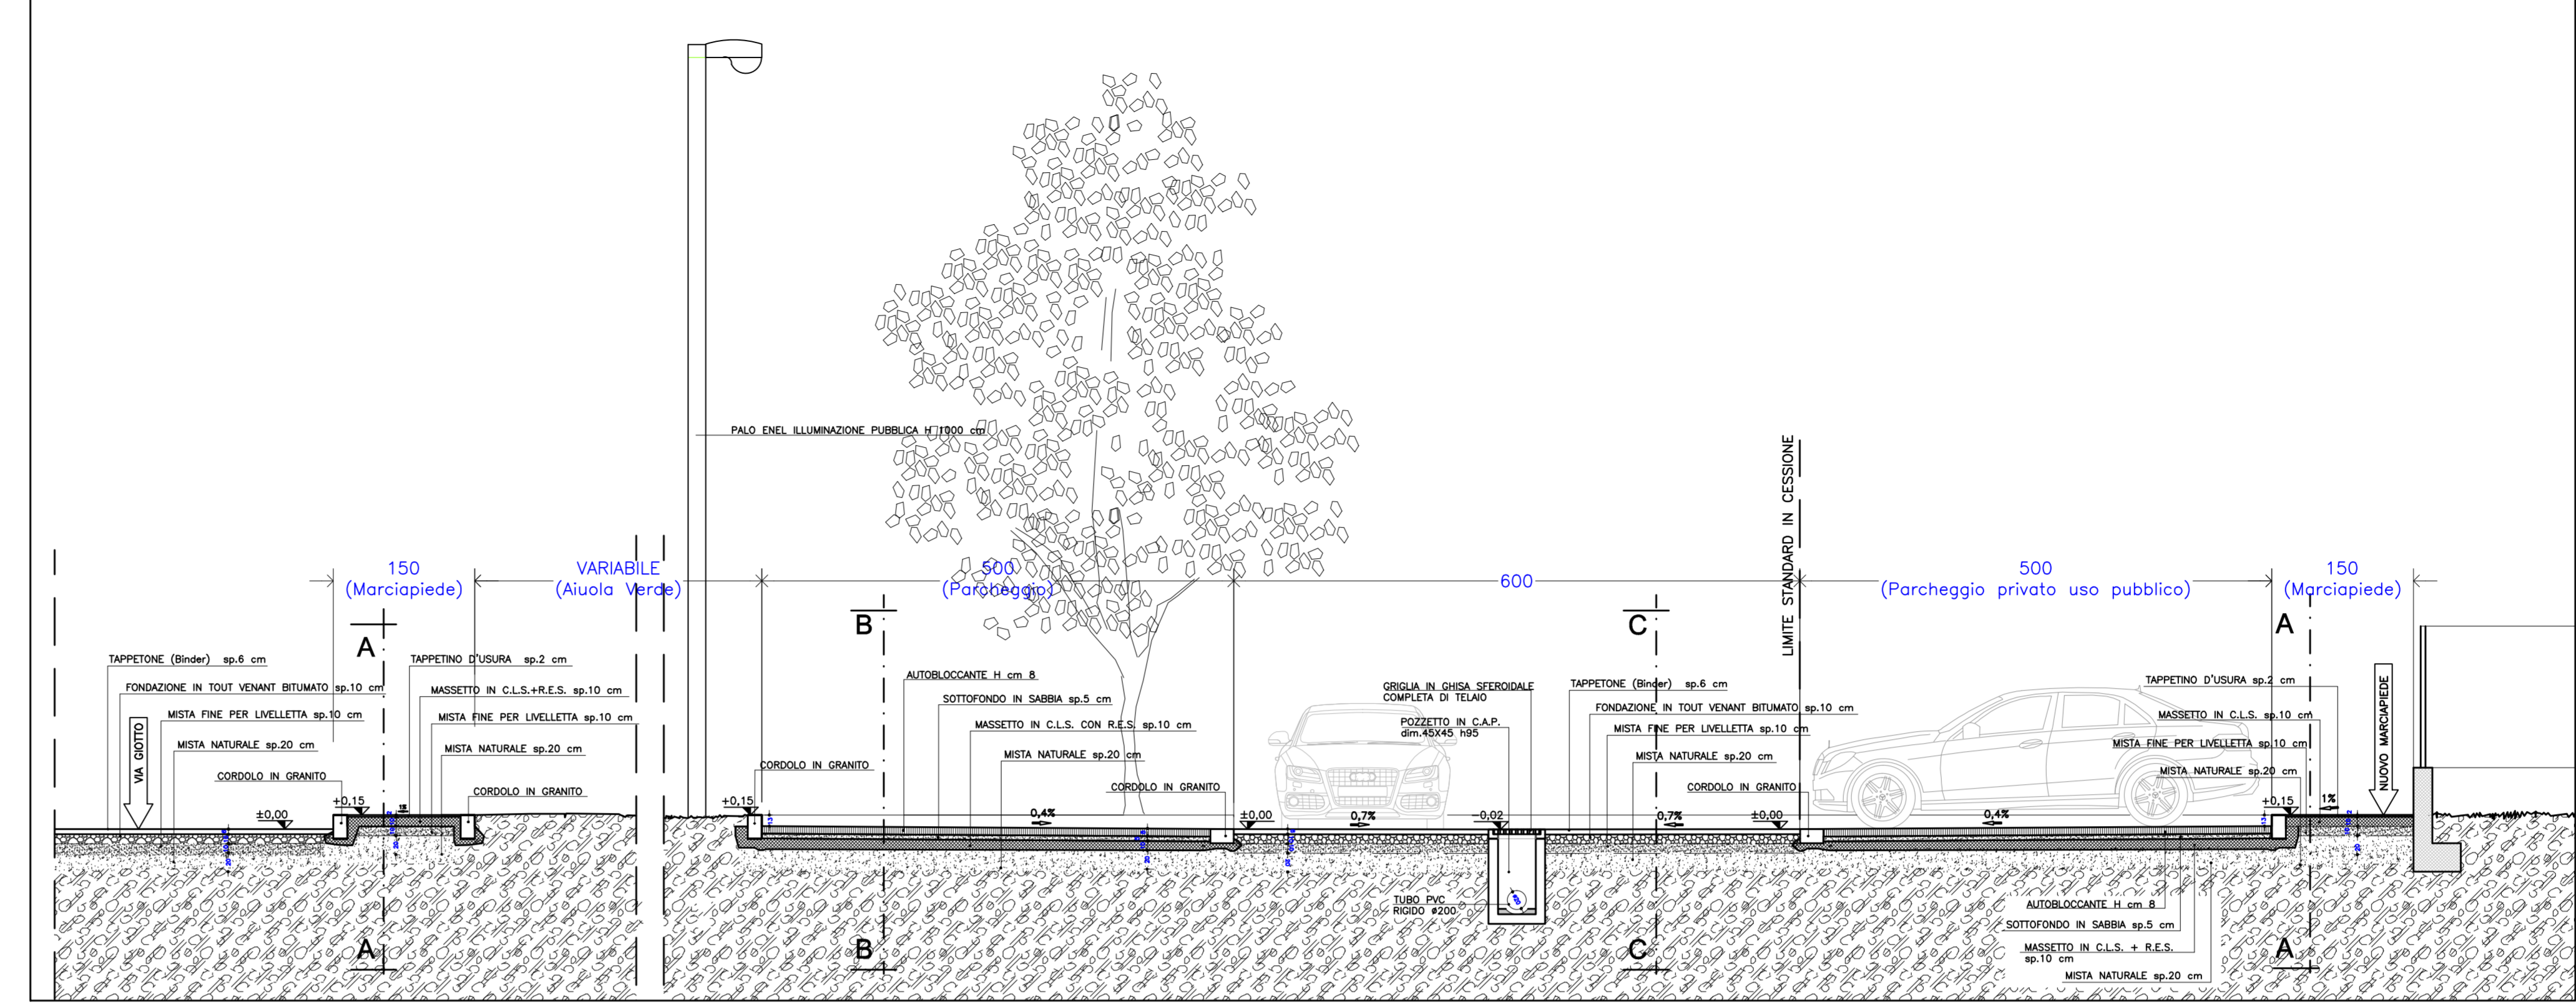 PALO ENEL ILLUMINAZIONE PUBBLICA H 1000 cm
LIMITE STANDARD IN CESSIONE
150
(Marciapiede)
VARIABILE
(Aiuola Verde)
500
(Parcheggio)
600
500
(Parcheggio privato uso pubblico)
150
(Marciapiede)
A
B
C
A
TAPPETONE (Binder) sp.6 cm
FONDAZIONE IN TOUT VENANT BITUMATO sp.10 cm
MISTA FINE PER LIVELLETTA sp.10 cm
MISTA NATURALE sp.20 cm
CORDOLO IN GRANITO
VIA GIOTTO
±0,00
+0,15
1%
TAPPETINO D'USURA sp.2 cm
MASSETTO IN C.L.S.+R.E.S. sp.10 cm
MISTA FINE PER LIVELLETTA sp.10 cm
MISTA NATURALE sp.20 cm
CORDOLO IN GRANITO
AUTOBLOCCANTE H cm 8
SOTTOFONDO IN SABBIA sp.5 cm
MASSETTO IN C.L.S. CON R.E.S. sp.10 cm
MISTA NATURALE sp.20 cm
CORDOLO IN GRANITO
CORDOLO IN GRANITO
+0,15
0,4%
±0,00
0,7%
-0,02
0,7%
±0,00
0,4%
+0,15
1%
GRIGLIA IN GHISA SFEROIDALE
COMPLETA DI TELAIO
POZZETTO IN C.A.P.
dim.45X45 h95
TUBO PVC
RIGIDO ø200
TAPPETONE (Binder) sp.6 cm
FONDAZIONE IN TOUT VENANT BITUMATO sp.10 cm
MISTA FINE PER LIVELLETTA sp.10 cm
MISTA NATURALE sp.20 cm
CORDOLO IN GRANITO
TAPPETINO D'USURA sp.2 cm
MASSETTO IN C.L.S. sp.10 cm
MISTA FINE PER LIVELLETTA sp.10 cm
MISTA NATURALE sp.20 cm
NUOVO MARCIAPIEDE
AUTOBLOCCANTE H cm 8
SOTTOFONDO IN SABBIA sp.5 cm
MASSETTO IN C.L.S. + R.E.S.
sp.10 cm
MISTA NATURALE sp.20 cm
A
B
C
A